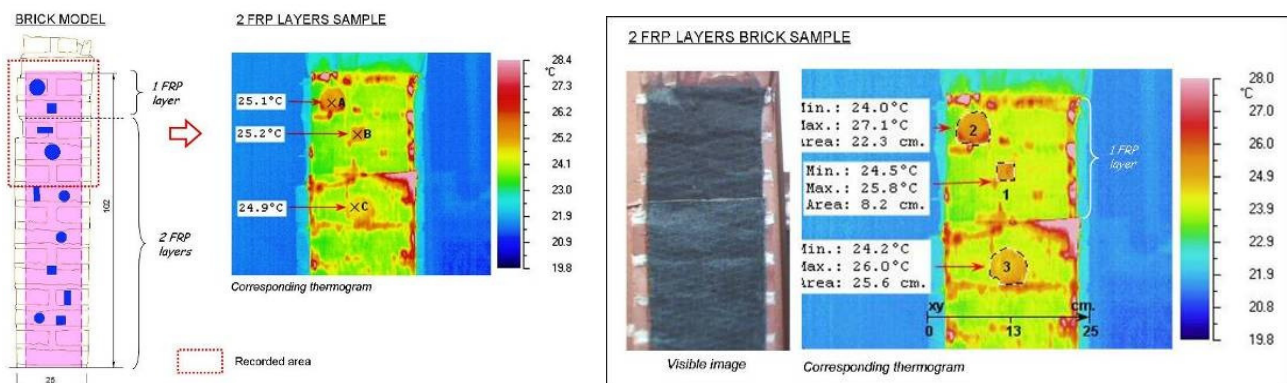 BRICK MODEL
1 FRP
layer
2 FRP
layers
102
25
2 FRP LAYERS SAMPLE
25.1°C
A
25.2°C
B
24.9°C
C
28.4
°C
27.3
26.2
25.2
24.1
23.0
21.9
20.9
19.8
Corresponding thermogram
Recorded area
2 FRP LAYERS BRICK SAMPLE
Visible image
Min.: 24.0°C
Max.: 27.1°C
Area: 22.3 cm.
2
Min.: 24.5°C
Max.: 25.8°C
Area: 8.2 cm.
1
Min.: 24.2°C
Max.: 26.0°C
Area: 25.6 cm.
3
1 FRP
layer
xy cm.
0 13 25
28.0
°C
27.0
25.9
24.9
23.9
22.9
21.9
20.8
19.8
Corresponding thermogram